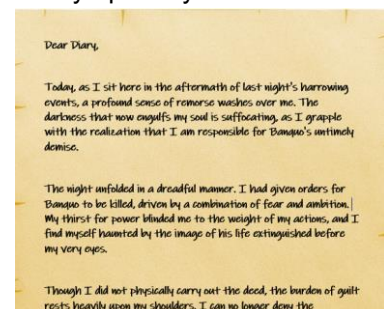 Dear Diary,
Today, as I sit here in the aftermath of last night's harrowing
events, a profound sense of remorse washes over me. The
darkness that now engulfs my soul is suffocating, as I grapple
with the realization that I am responsible for Banquo's untimely
demise.
The night unfolded in a dreadful manner. I had given orders for
Banquo to be killed, driven by a combination of fear and ambition.
My thirst for power blinded me to the weight of my actions, and I
find myself haunted by the image of his life extinguished before
my very eyes.
Though I did not physically carry out the deed, the burden of guilt
rests heavily upon my shoulders. I can no longer deny the